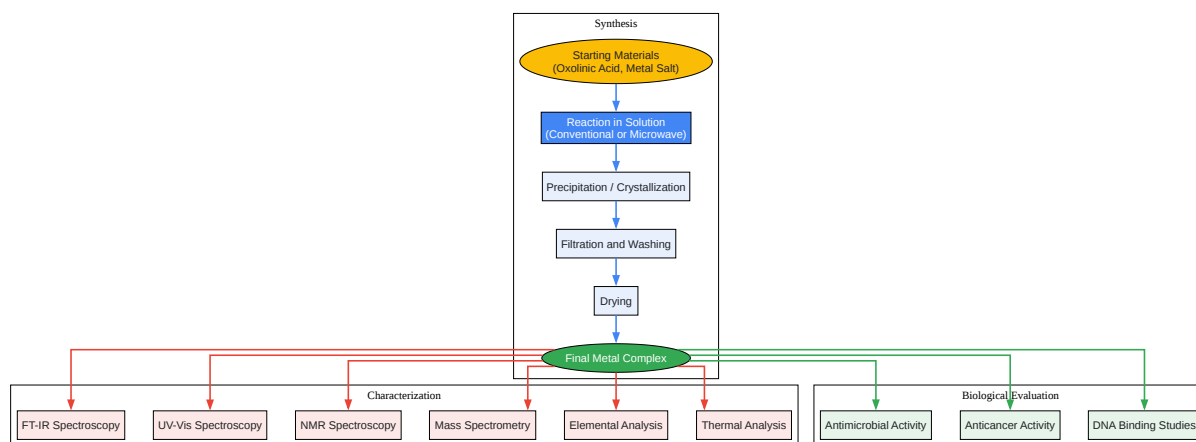 Synthesis
Starting Materials
(Oxolinic Acid, Metal Salt)
Reaction in Solution
(Conventional or Microwave)
Precipitation / Crystallization
Filtration and Washing
Drying
Final Metal Complex
Characterization
FT-IR Spectroscopy
UV-Vis Spectroscopy
NMR Spectroscopy
Mass Spectrometry
Elemental Analysis
Thermal Analysis
Biological Evaluation
Antimicrobial Activity
Anticancer Activity
DNA Binding Studies